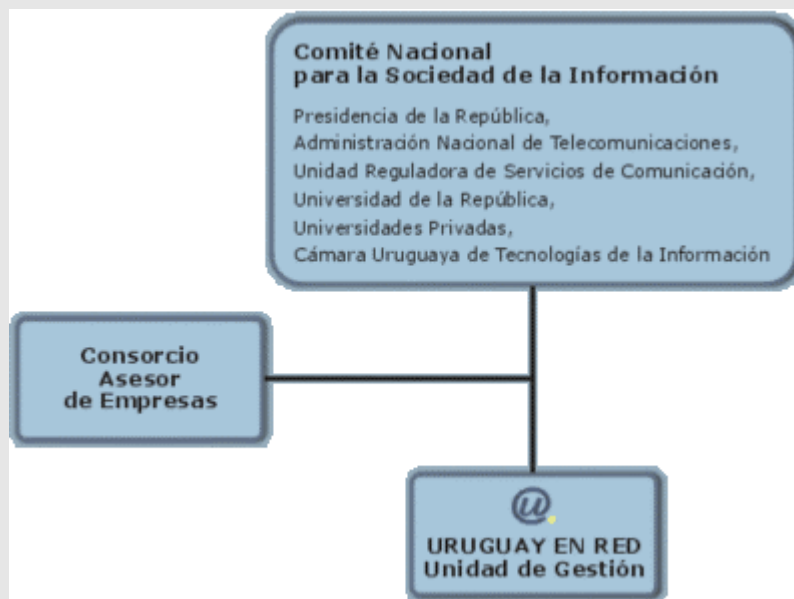 Comité Nacional
para la Sociedad de la Información
Presidencia de la República,
Administración Nacional de Telecomunicaciones,
Unidad Reguladora de Servicios de Comunicación,
Universidad de la República,
Universidades Privadas,
Cámara Uruguaya de Tecnologías de la Información
Consorcio
Asesor
de Empresas
@u.
URUGUAY EN RED
Unidad de Gestión